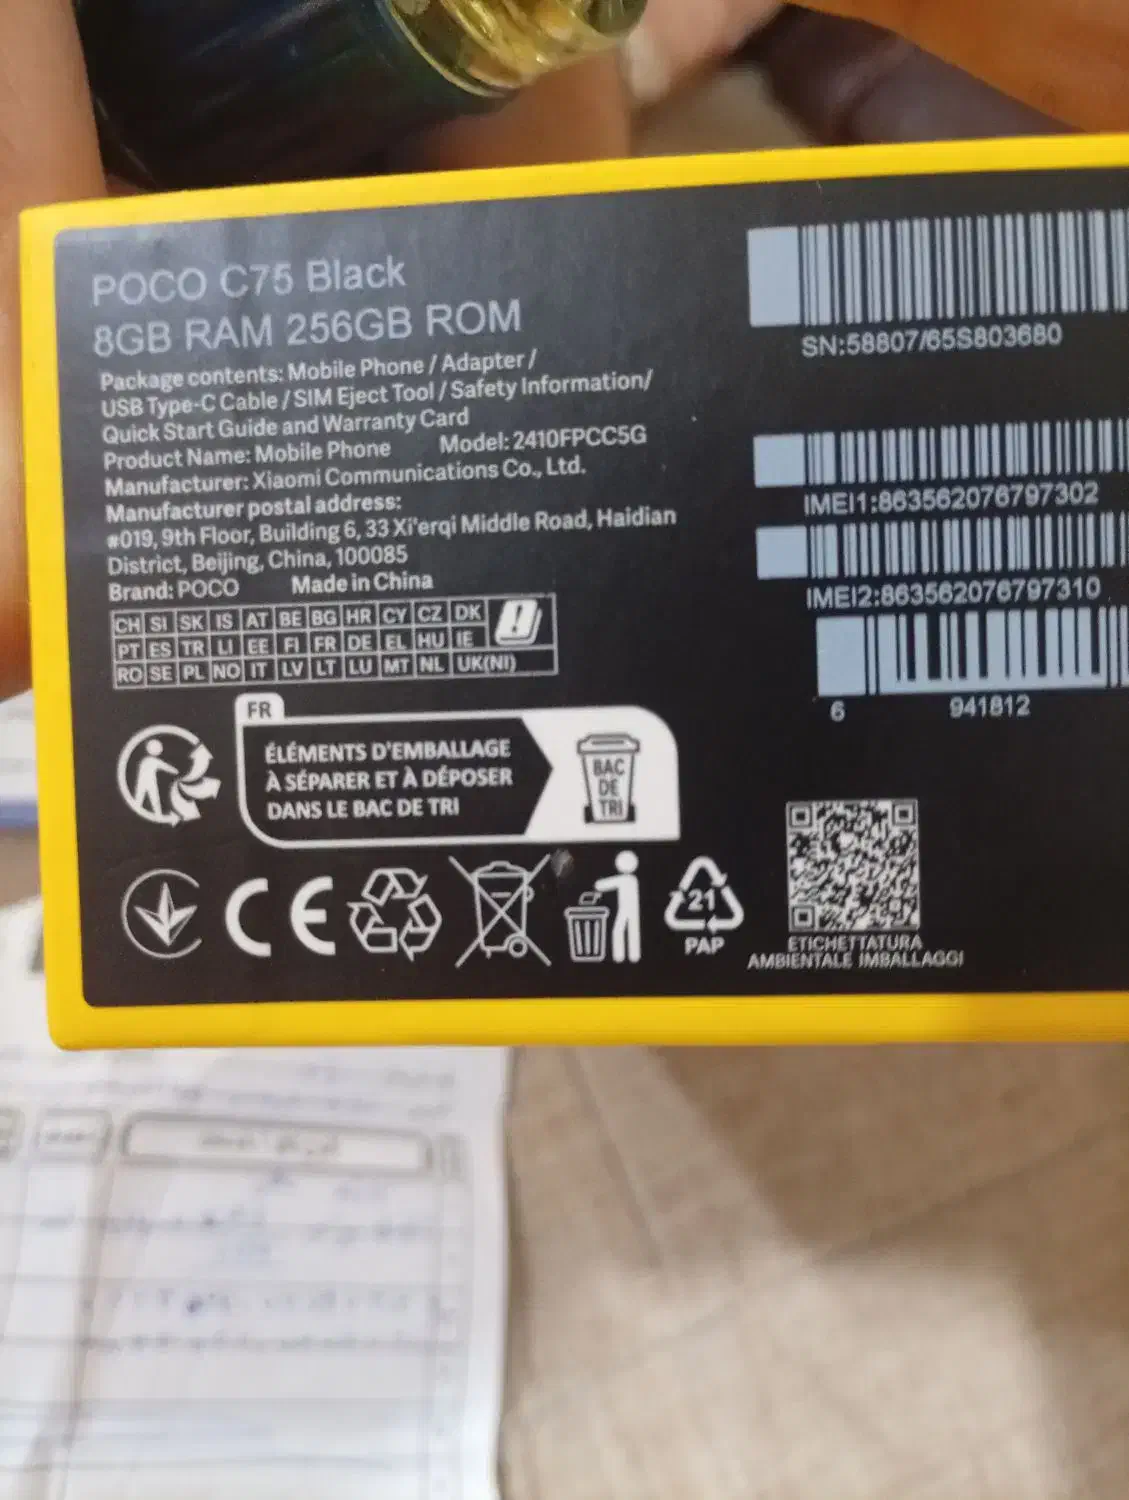 POCO C75 Black
8GB RAM 256GB ROM
Package contents: Mobile Phone / Adapter /
USB Type-C Cable / SIM Eject Tool / Safety Information/
Quick Start Guide and Warranty Card
Product Name: Mobile Phone Model: 2410FPCC5G
Manufacturer: Xiaomi Communications Co., Ltd.
Manufacturer postal address:
#019, 9th Floor, Building 6, 33 Xi'erqi Middle Road, Haidian
District, Beijing, China, 100085
Brand: POCO Made in China
CH SI SK IS AT BE BG HR CY CZ DK
PT ES TR LI EE FI FR DE EL HU IE
RO SE PL NO IT LV LT LU MT NL UK(NI)
SN:58807/65S803680
IMEI1:863562076797302
IMEI2:863562076797310
6 941812
FR
ÉLÉMENTS D'EMBALLAGE
À SÉPARER ET À DÉPOSER
DANS LE BAC DE TRI
BAC
DE
TRI
CE
21
PAP
ETICHETTATURA
AMBIENTALE IMBALLAGGI